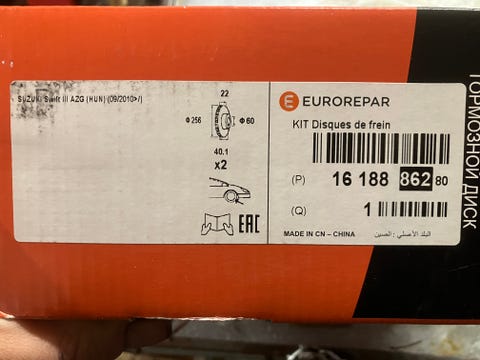 SUZUKI Swift III AZG (HUN) (09/2010>/)
22
Φ 256
Φ 60
40.1
x2
EAC
e EUROREPAR
KIT Disques de frein
(P) 16 188 862 80
(Q) 1
MADE IN CN – CHINA
البلد الأصلي : الصين
ТОРМОЗНОЙ ДИСК